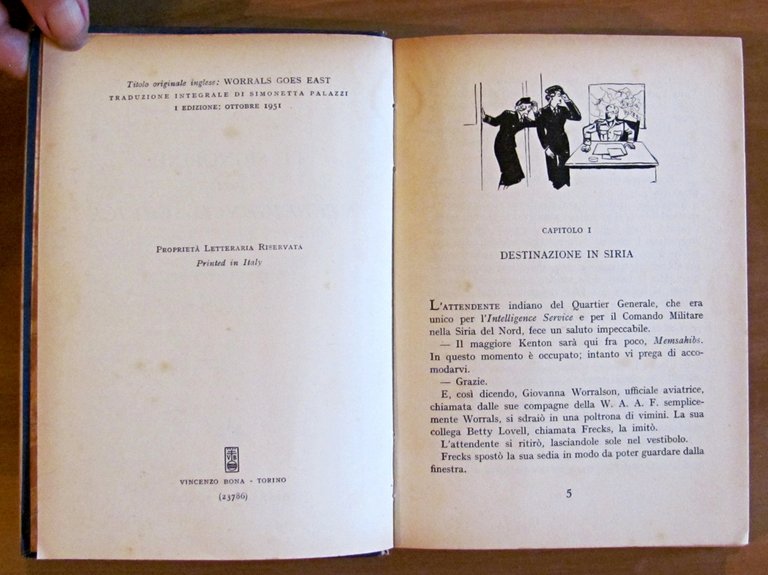 Titolo originale inglese: WORRALS GOES EAST
TRADUZIONE INTEGRALE DI SIMONETTA PALAZZI
I EDIZIONE: OTTOBRE 1951
PROPRIETÀ LETTERARIA RISERVATA
Printed in Italy
VINCENZO BONA - TORINO
(23786)
CAPITOLO I
DESTINAZIONE IN SIRIA
L'ATTENDENTE indiano del Quartier Generale, che era
unico per l'Intelligence Service e per il Comando Militare
nella Siria del Nord, fece un saluto impeccabile.
— Il maggiore Kenton sarà qui fra poco, Memsahibs.
In questo momento è occupato; intanto vi prega di acco-
modarvi.
— Grazie.
E, così dicendo, Giovanna Worralson, ufficiale aviatrice,
chiamata dalle sue compagne della W. A. A. F. semplice-
mente Worrals, si sdraiò in una poltrona di vimini. La sua
collega Betty Lovell, chiamata Frecks, la imitò.
L'attendente si ritirò, lasciandole sole nel vestibolo.
Frecks spostò la sua sedia in modo da poter guardare dalla
finestra.
5